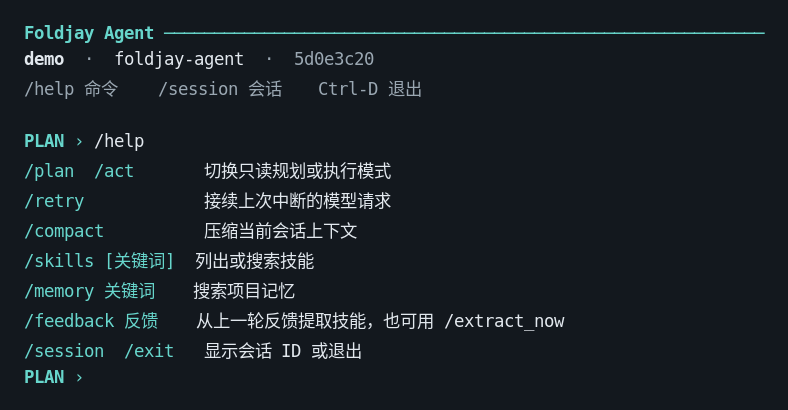 Foldjay Agent ────────────────────────────────────────────────────────────
demo · foldjay-agent · 5d0e3c20
/help 命令 /session 会话 Ctrl-D 退出
PLAN › /help
/plan /act 切换只读规划或执行模式
/retry 接续上次中断的模型请求
/compact 压缩当前会话上下文
/skills [关键词] 列出或搜索技能
/memory 关键词 搜索项目记忆
/feedback 反馈 从上一轮反馈提取技能，也可用 /extract_now
/session /exit 显示会话 ID 或退出
PLAN ›